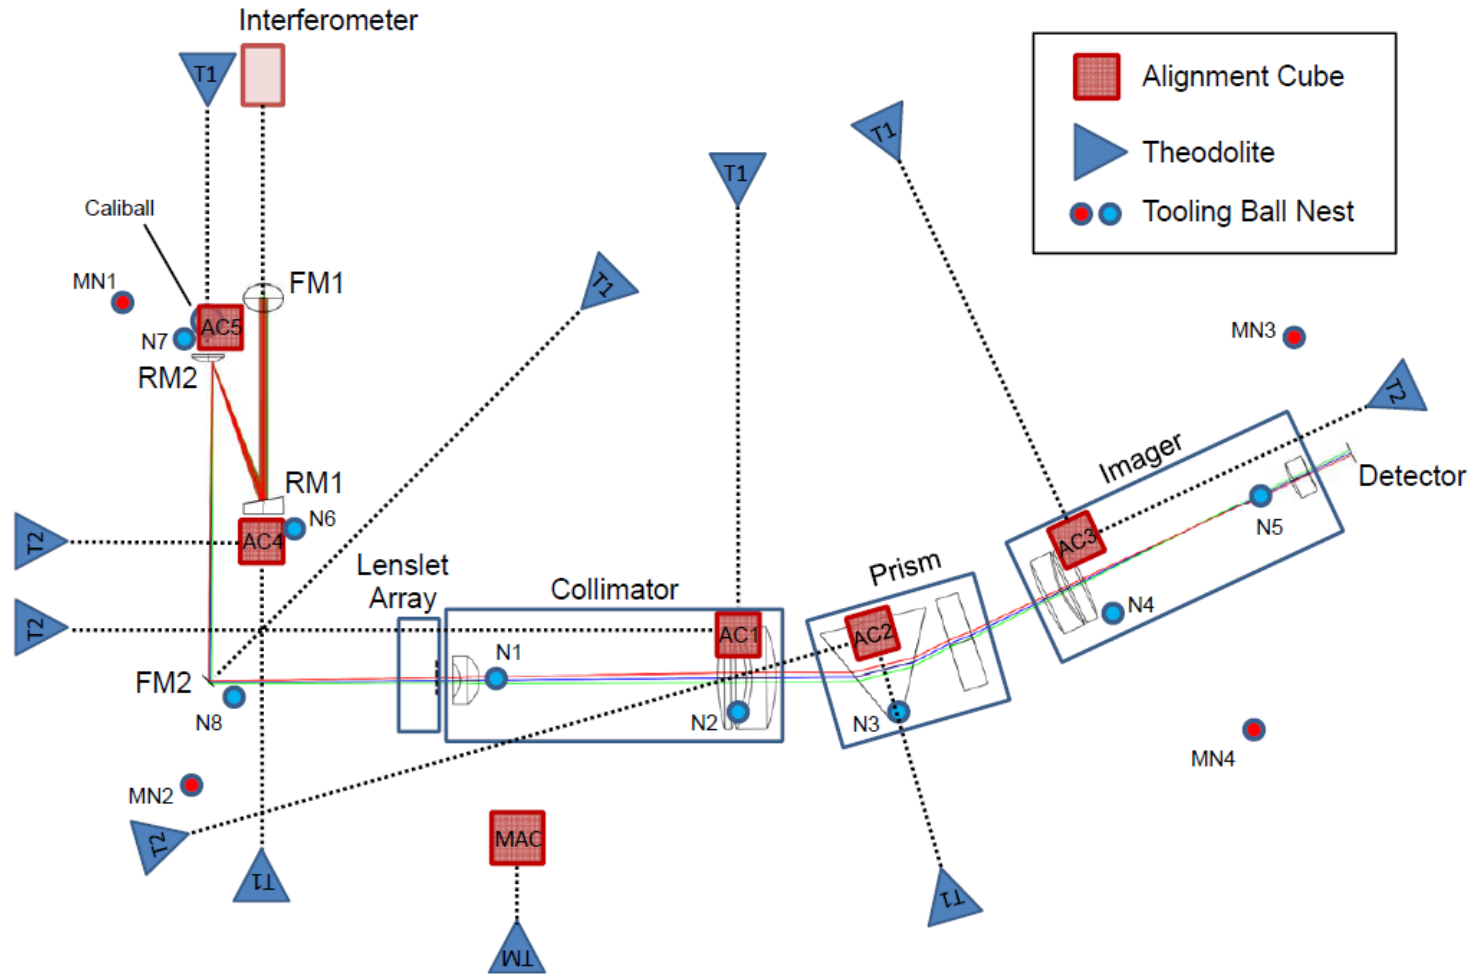 Interferometer
T1
Alignment Cube
T1
Theodolite
T1
Caliball
Tooling Ball Nest
MN1
FM1
T1
AC5
N7
MN3
RM2
T2
RM1
Imager
Detector
N6
T2
AC4
N5
AC3
Lenslet
Array
Collimator
Prism
T2
AC1
AC2
N4
N1
FM2
N8
N2
N3
MN4
MN2
T2
MAC
T1
T1
TM